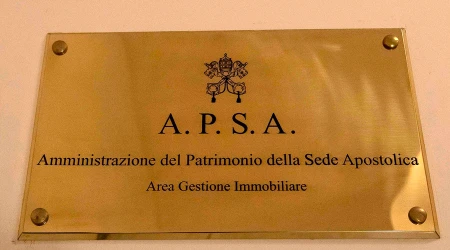 A. P. S. A.
Amministrazione del Patrimonio della Sede Apostolica
Area Gestione Immobiliare